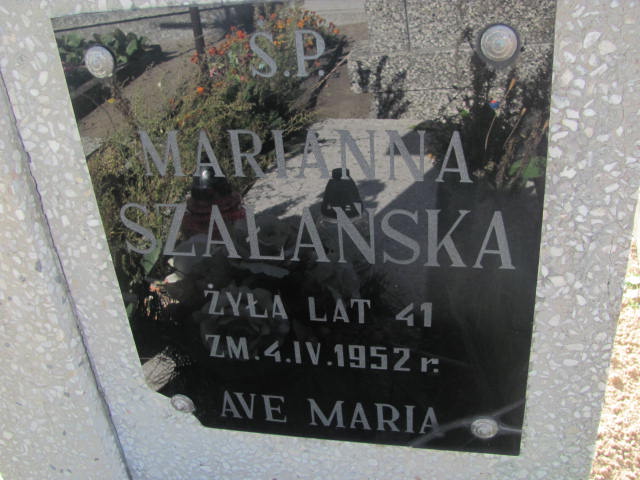 Ś.P.
MARIANNA
SZAŁAŃSKA
ŻYŁA LAT 41
ZM. 4.IV.1952 r.
AVE MARIA